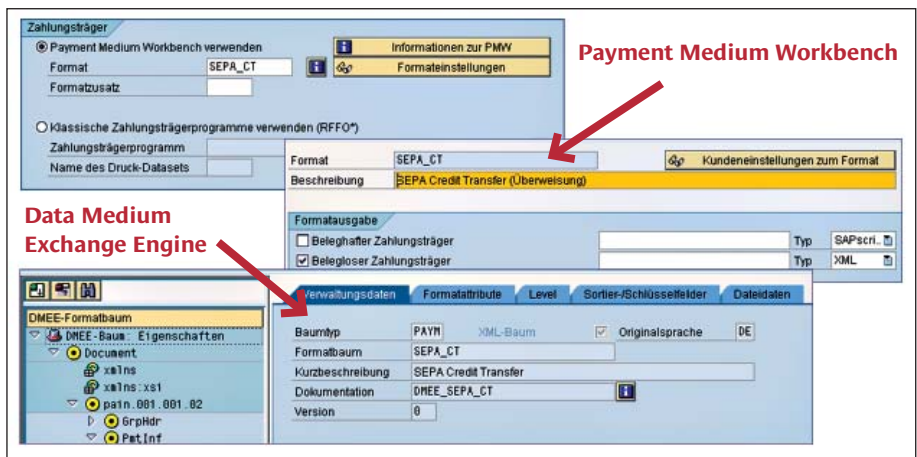 Zahlungsträger
Payment Medium Workbench verwenden
Informationen zur PMW
Format SEPA_CT
Formateinstellungen
Formatzusatz
Klassische Zahlungsträgerprogramme verwenden (RFFO*)
Zahlungsträgerprogramm
Name des Druck-Datasets
Payment Medium Workbench
Format SEPA_CT
Kundeneinstellungen zum Format
Beschreibung SEPA Credit Transfer (Überweisung)
Formatausgabe
Beleghafter Zahlungsträger Typ SAPscri..
Belegloser Zahlungsträger Typ XML
Data Medium
Exchange Engine
DMEE-Formatbaum
DMEE-Baum: Eigenschaften
Document
xmlns
xmlns:xsi
pain.001.001.02
GrpHdr
PmtInf
Verwaltungsdaten Formatattribute Level Sortier-/Schlüsselfelder Dateidaten
Baumtyp PAYM XML-Baum Originalsprache DE
Formatbaum SEPA_CT
Kurzbeschreibung SEPA Credit Transfer
Dokumentation DMEE_SEPA_CT
Version 0